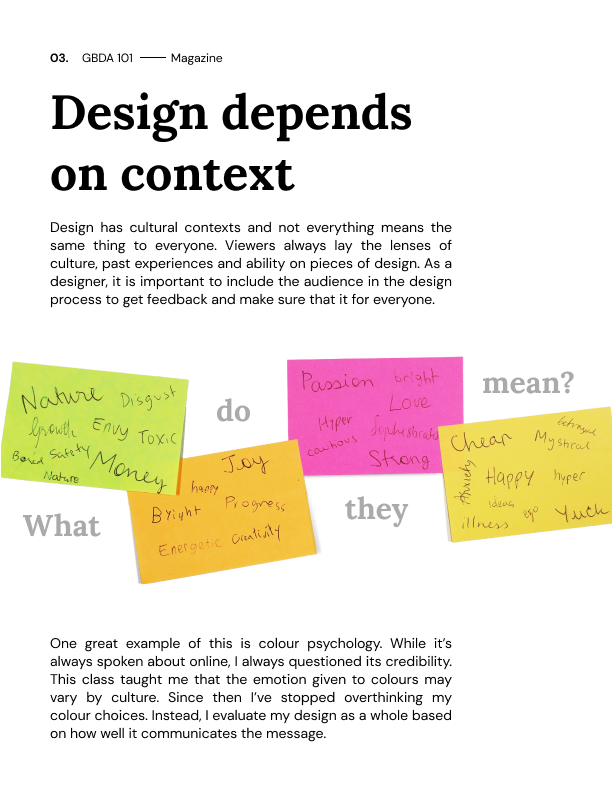 03. GBDA 101 Magazine
Design depends
on context
Design has cultural contexts and not everything means the
same thing to everyone. Viewers always lay the lenses of
culture, past experiences and ability on pieces of design. As a
designer, it is important to include the audience in the design
process to get feedback and make sure that it for everyone.
What do they mean?
Nature Disgust
Growth Envy Toxic
Safety Money
Nature
Joy
happy
Bright Progress
Energetic Creativity
Passion bright
Love
Hyper
cautious
Strong
Mystical
Anxiety Happy hyper
ideas ego
illness Yuck
One great example of this is colour psychology. While it's
always spoken about online, I always questioned its credibility.
This class taught me that the emotion given to colours may
vary by culture. Since then I've stopped overthinking my
colour choices. Instead, I evaluate my design as a whole based
on how well it communicates the message.